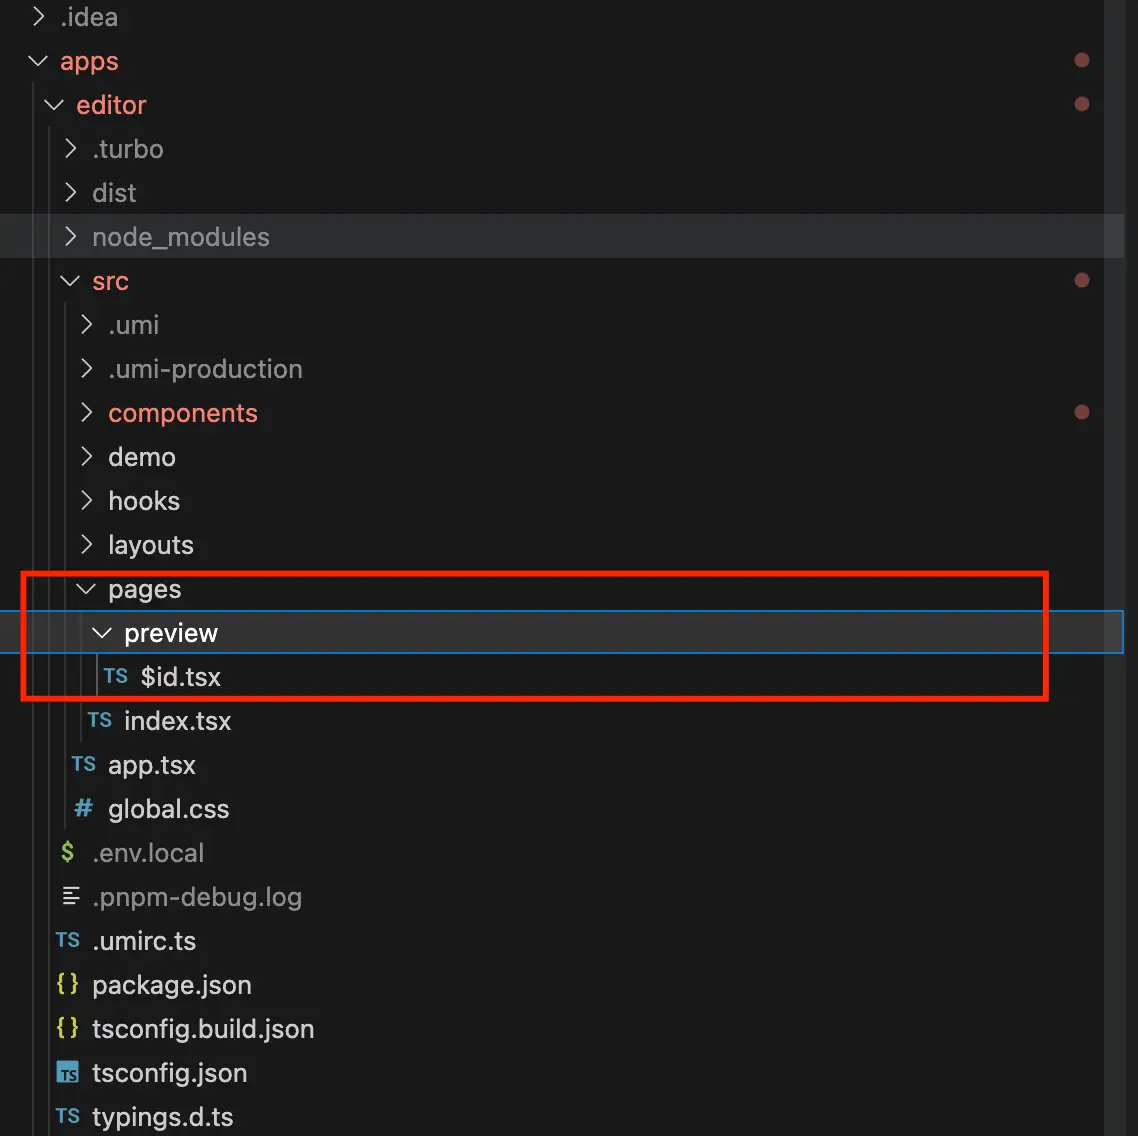 .idea
apps
editor
.turbo
dist
node_modules
src
.umi
.umi-production
components
demo
hooks
layouts
pages
preview
TS $id.tsx
TS index.tsx
TS app.tsx
# global.css
$ .env.local
.pnpm-debug.log
TS .umirc.ts
{} package.json
{} tsconfig.build.json
TS tsconfig.json
TS typings.d.ts